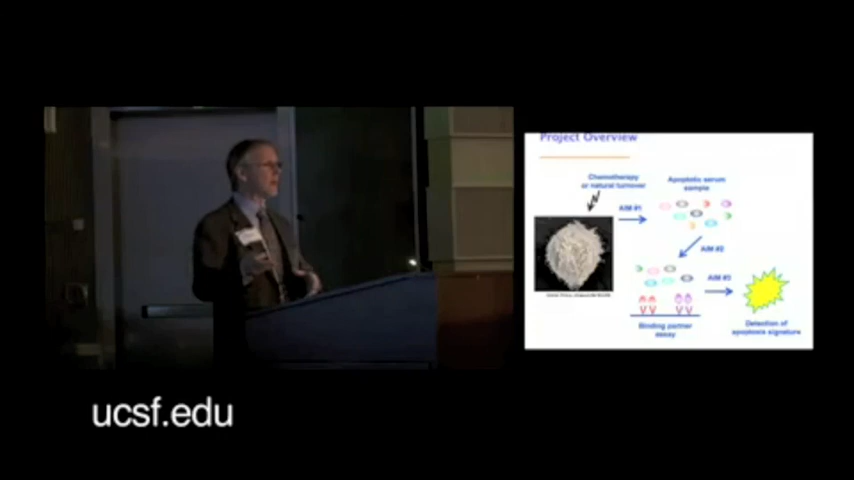 Project Overview
Chemotherapy
or natural turnover
Apoptotic serum
sample
AIM #1
AIM #2
AIM #3
Binding partner
assay
Detection of
apoptosis signature
ucsf.edu